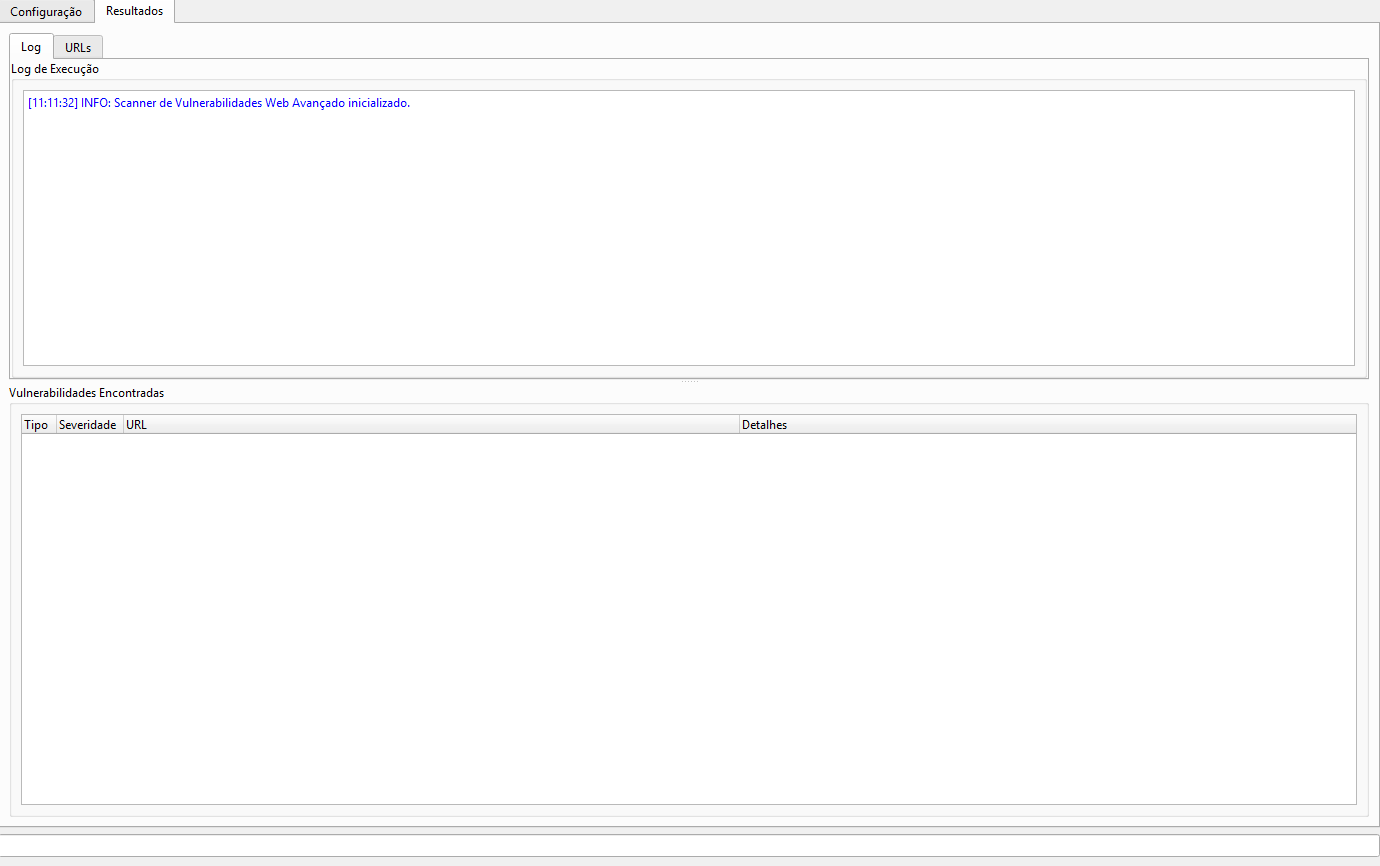 Configuração Resultados
Log URLs
Log de Execução
[11:11:32] INFO: Scanner de Vulnerabilidades Web Avançado inicializado.
Vulnerabilidades Encontradas
Tipo Severidade URL Detalhes